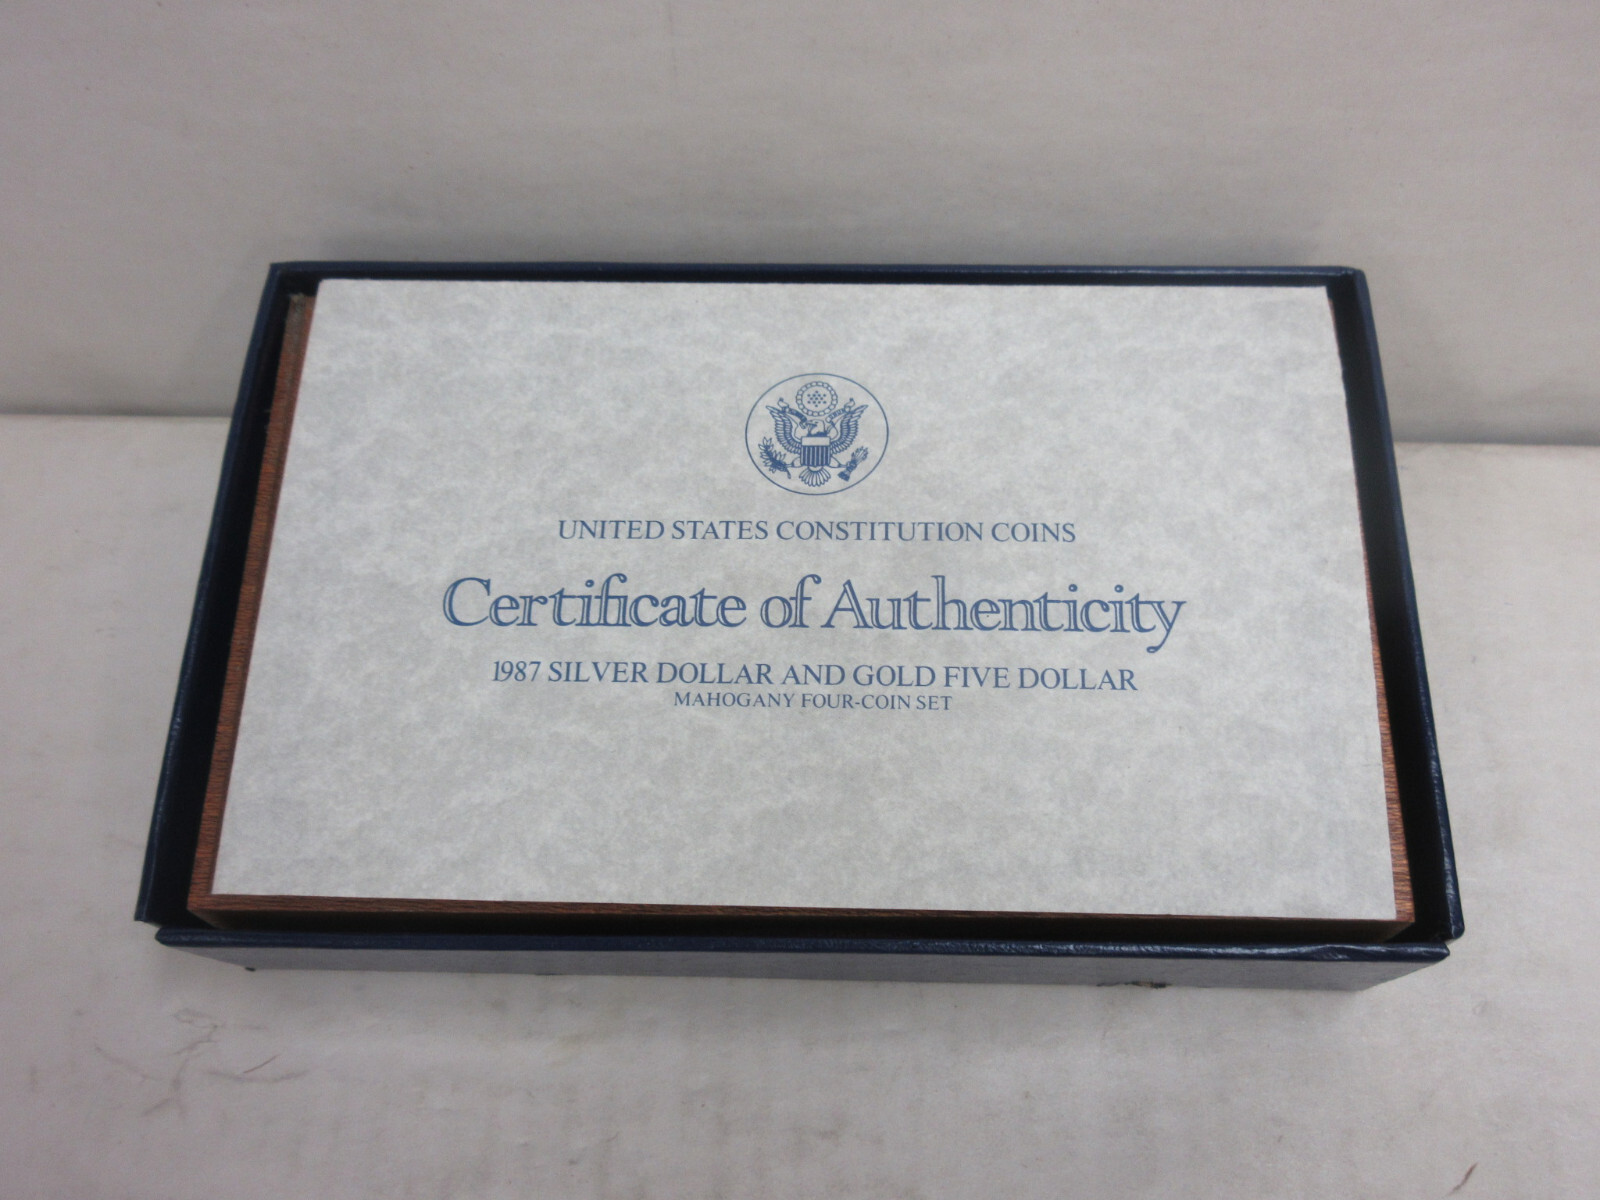 UNITED STATES CONSTITUTION COINS
Certificate of Authenticity
1987 SILVER DOLLAR AND GOLD FIVE DOLLAR
MAHOGANY FOUR-COIN SET